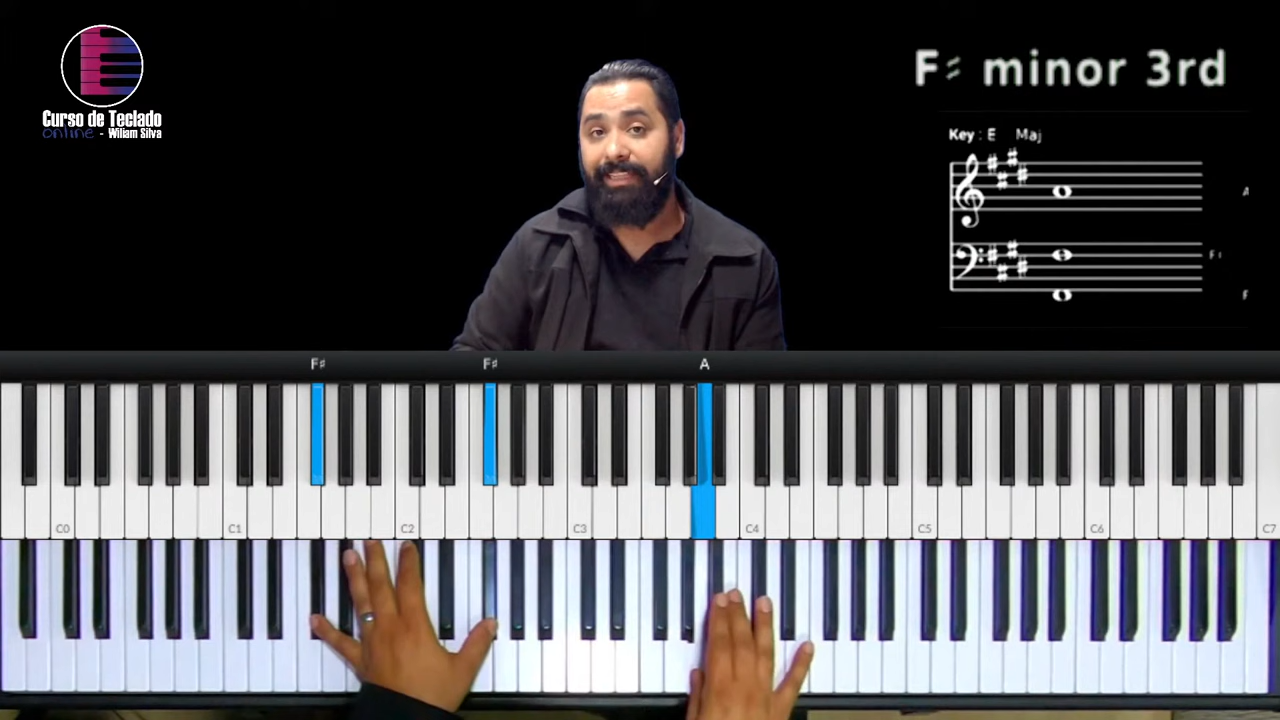 Curso de Teclado
online - Wiliam Silva
F♯ minor 3rd
Key : E Maj
A
F♯
F
F♯
F♯
A
C0
C1
C2
C3
C4
C5
C6
C7